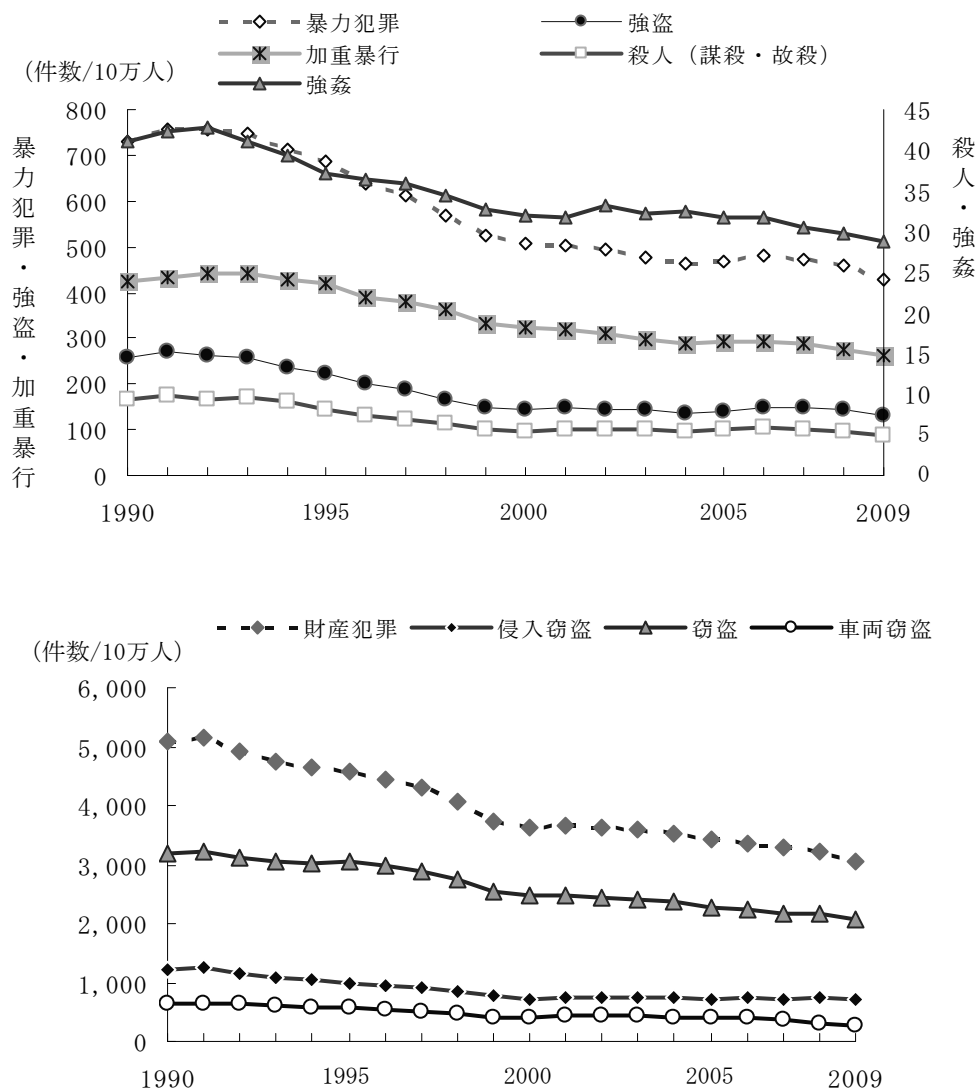 暴力犯罪
強盗
加重暴行
殺人（謀殺・故殺）
強姦
(件数/10万人)
800
700
600
500
400
300
200
100
0
暴力犯罪・強盗・加重暴行
45
40
35
30
25
20
15
10
5
0
殺人・強姦
1990
1995
2000
2005
2009
財産犯罪
侵入窃盗
窃盗
車両窃盗
(件数/10万人)
6,000
5,000
4,000
3,000
2,000
1,000
0
1990
1995
2000
2005
2009